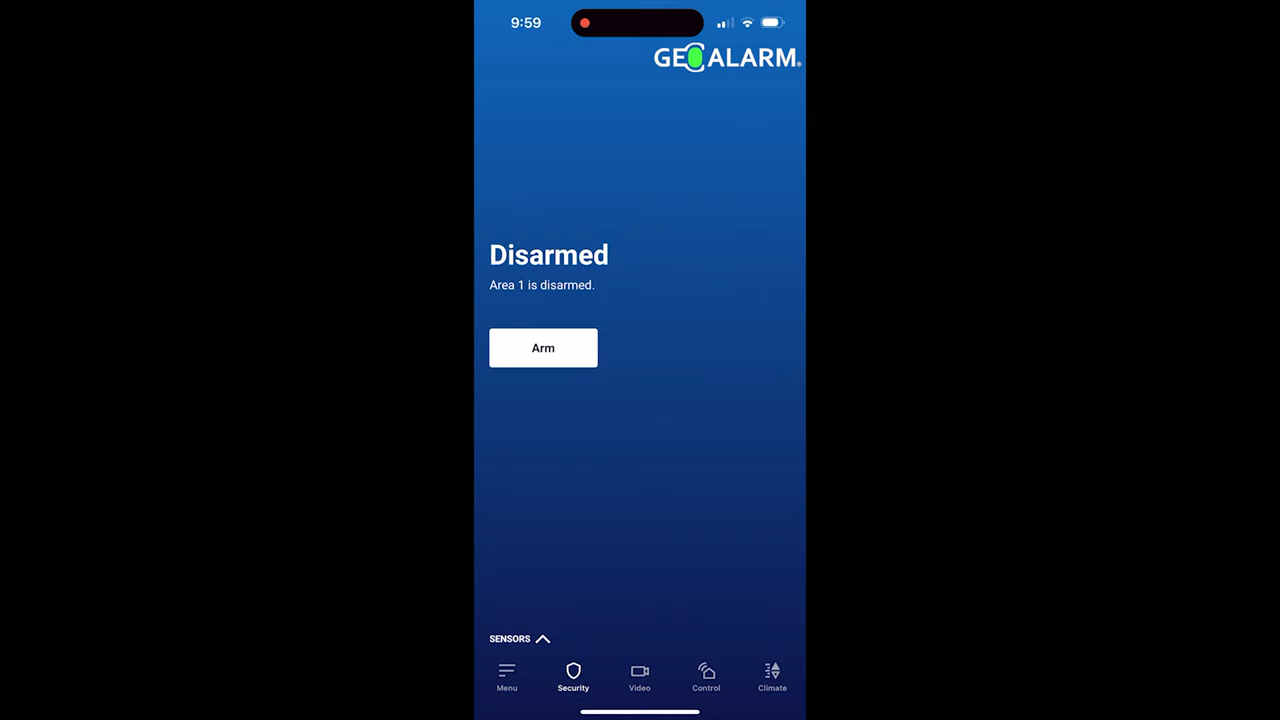 9:59
GEOALARM®
Disarmed
Area 1 is disarmed.
Arm
SENSORS
Menu Security Video Control Climate